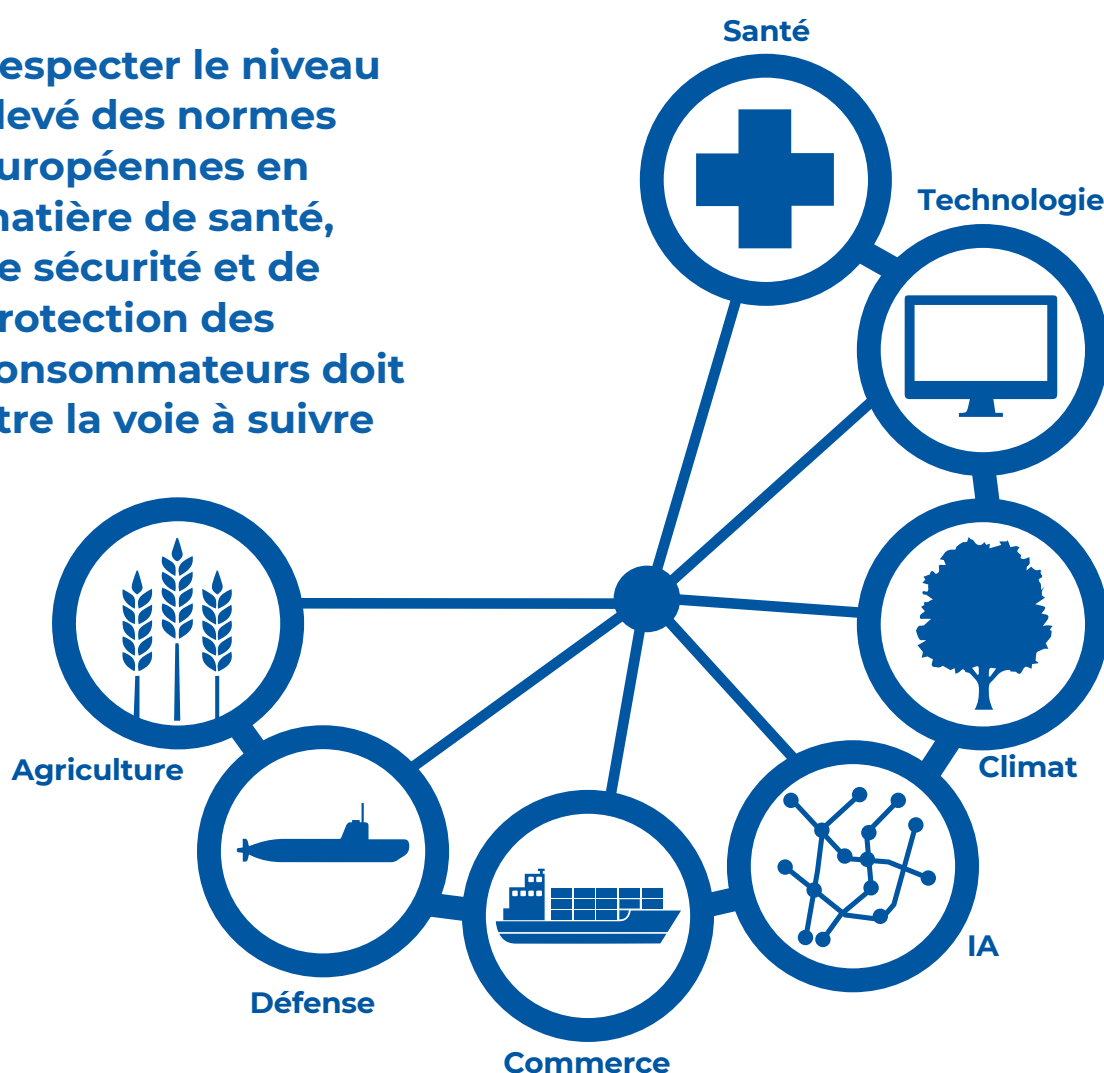 especter le niveau
levé des normes
uropéennes en
natière de santé,
e sécurité et de
rotection des
onsommateurs doit
tre la voie à suivre
Santé
Technologie
Agriculture
Climat
IA
Défense
Commerce